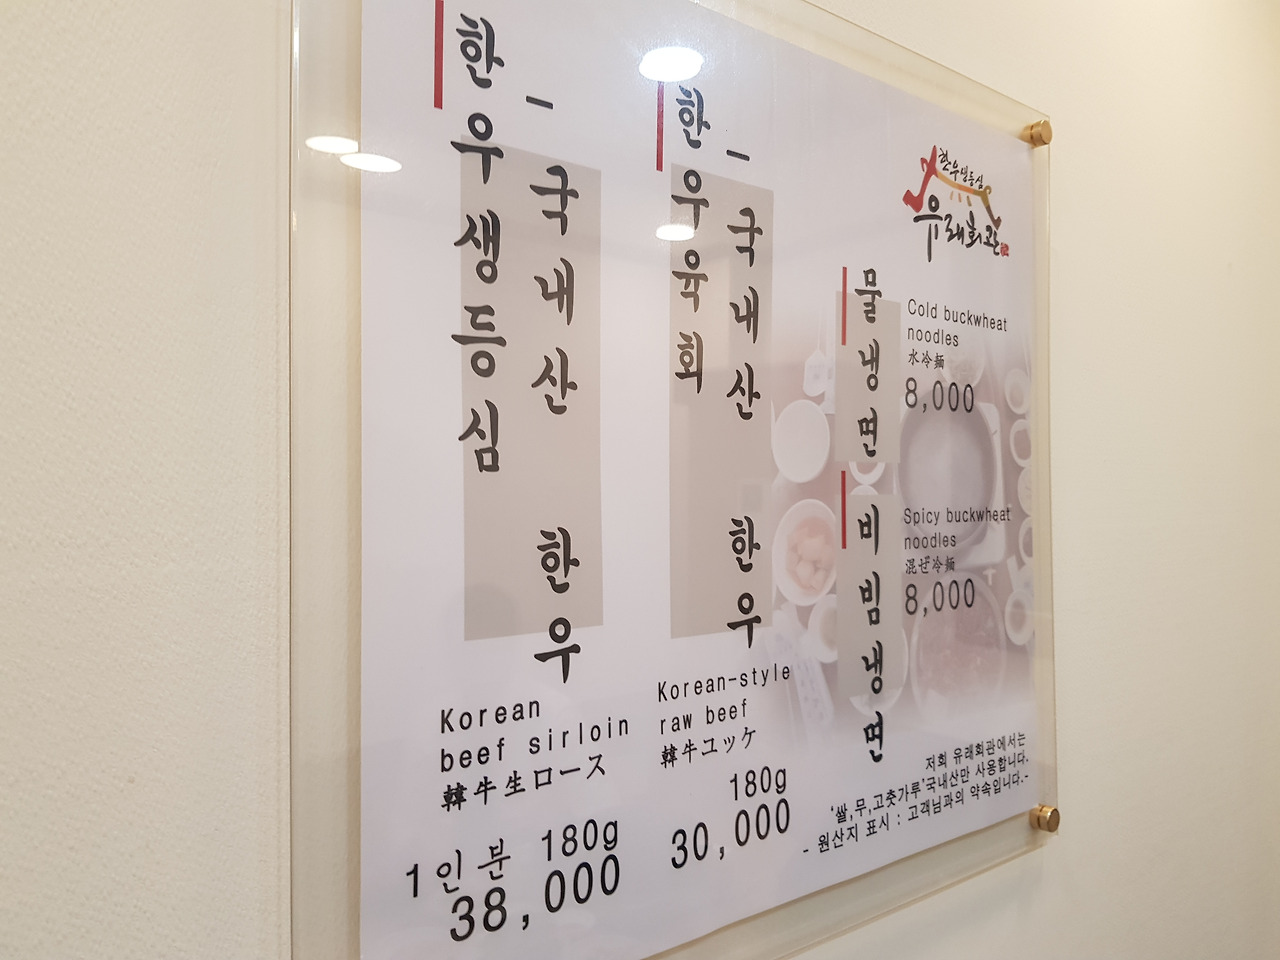 한우생등심
- 국내산 한우
Korean
beef sirloin
韓牛生ロース
1인분 180g
38,000
한우육회
- 국내산 한우
Korean-style
raw beef
韓牛ユッケ
180g
30,000
한우생등심
유래회관
물냉면
Cold buckwheat
noodles
水冷麺
8,000
비빔냉면
Spicy buckwheat
noodles
混ぜ冷麺
8,000
저희 유래회관에서는
'쌀,무,고춧가루'국내산만 사용합니다.
- 원산지 표시 : 고객님과의 약속입니다.-